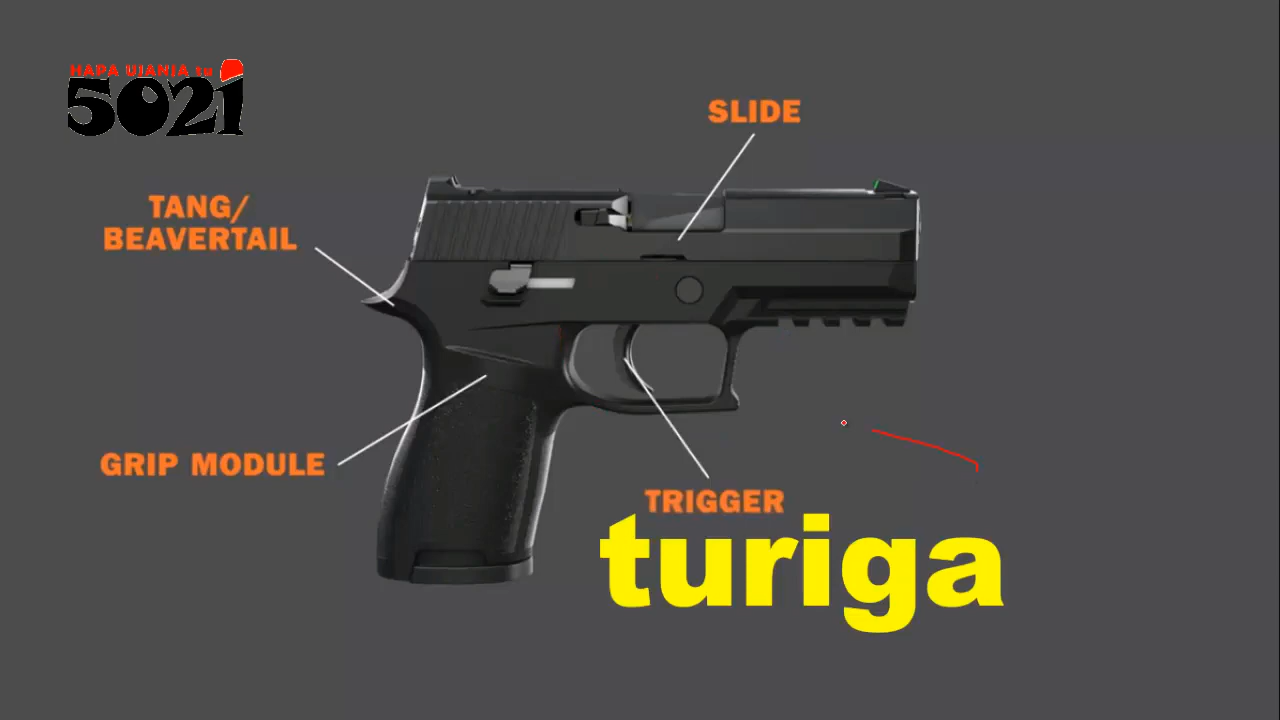 HAPA UJANJA tu
5021
SLIDE
TANG/
BEAVERTAIL
GRIP MODULE
TRIGGER
turiga